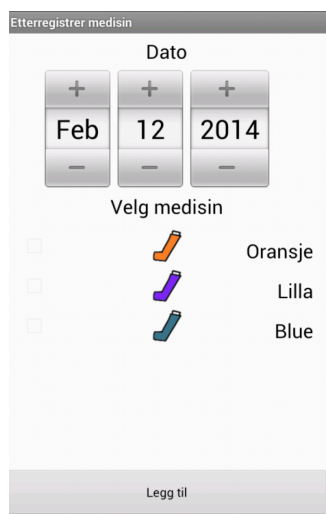 Etterregistrer medisin
Dato
+ + +
Feb 12 2014
− − −
Velg medisin
Oransje
Lilla
Blue
Legg til